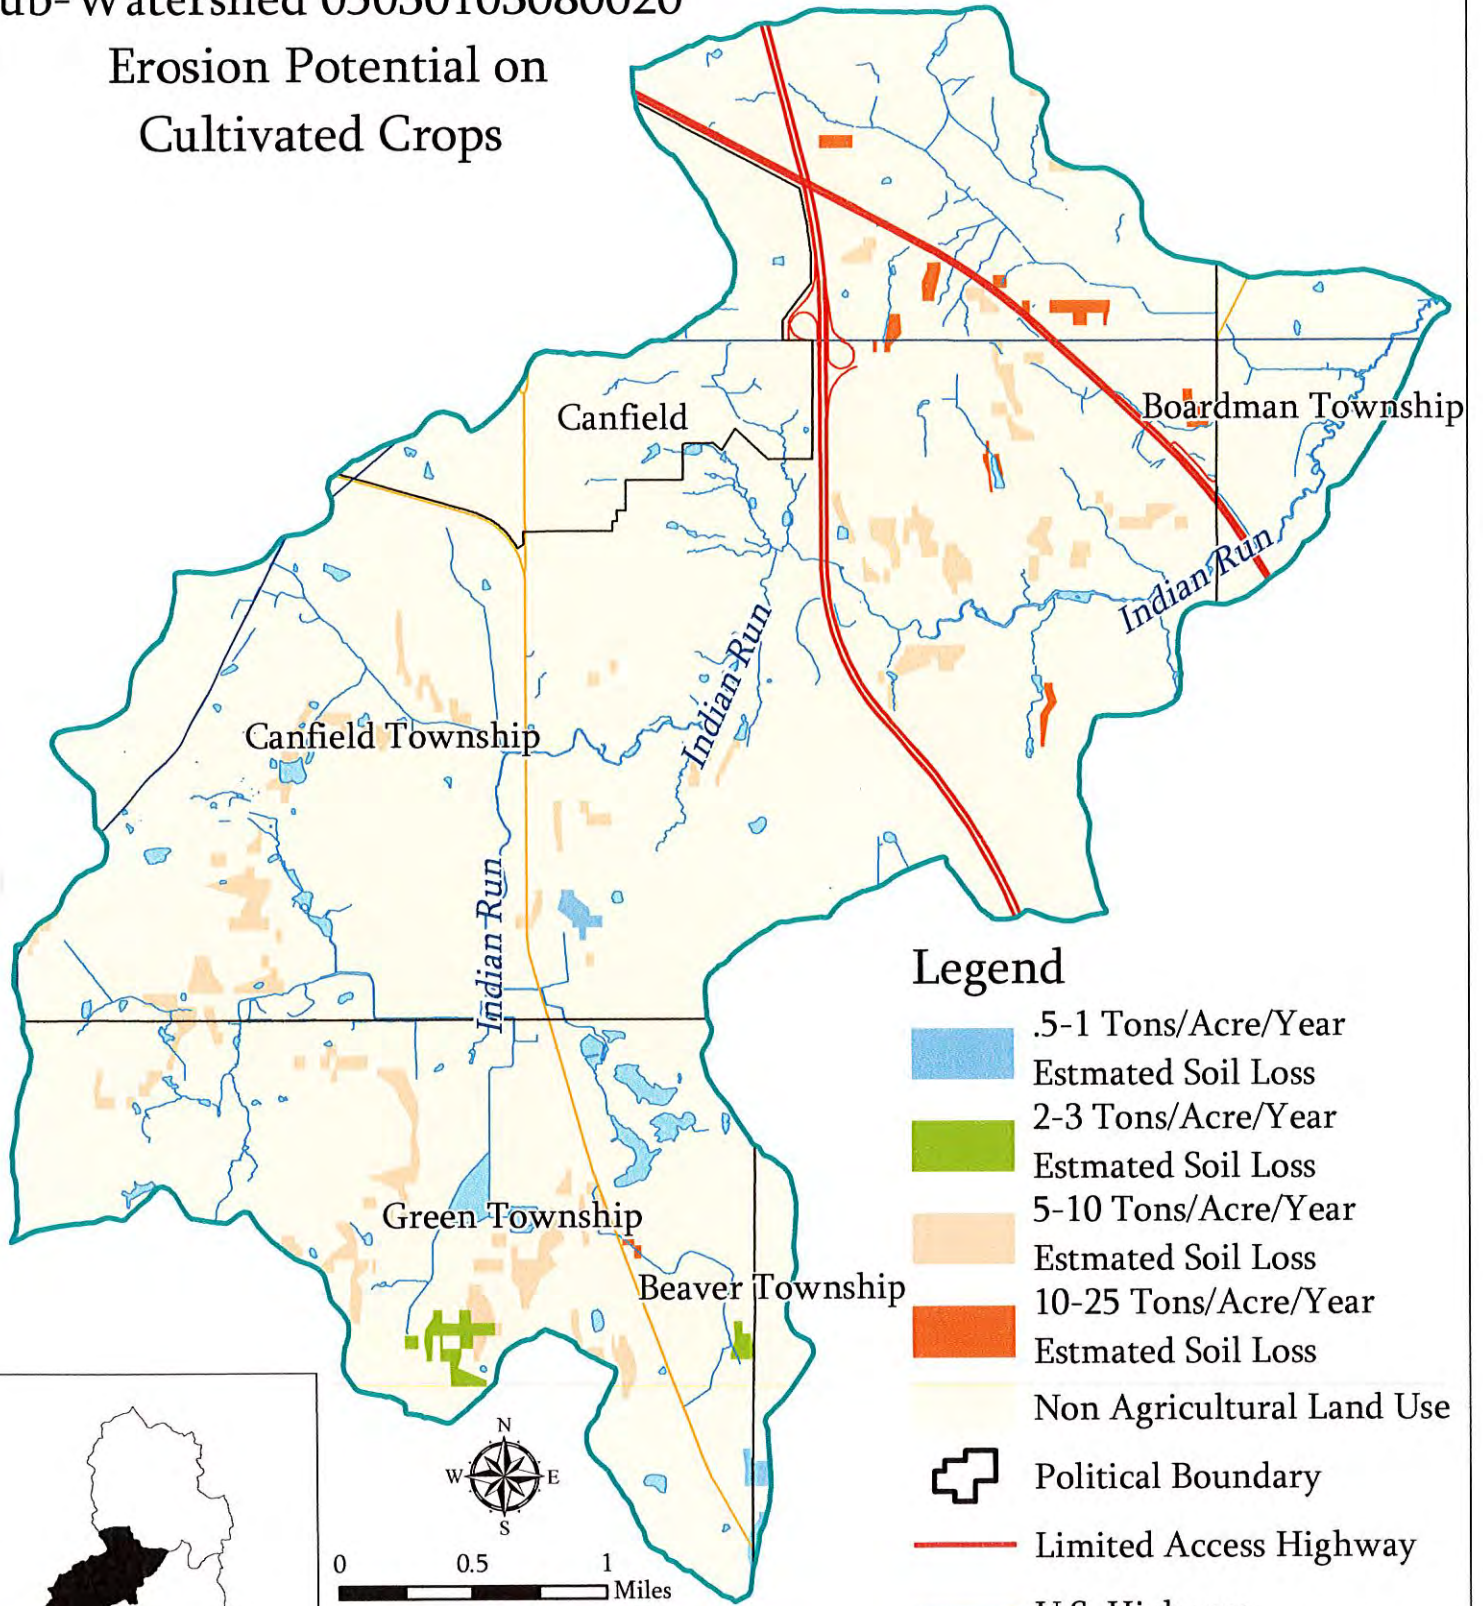 Sub-Watershed 05030103080020
Erosion Potential on
Cultivated Crops
Canfield
Boardman Township
Indian Run
Indian Run
Canfield Township
Indian Run
Green Township
Beaver Township
Legend
.5-1 Tons/Acre/Year
Estmated Soil Loss
2-3 Tons/Acre/Year
Estmated Soil Loss
5-10 Tons/Acre/Year
Estmated Soil Loss
10-25 Tons/Acre/Year
Estmated Soil Loss
Non Agricultural Land Use
Political Boundary
Limited Access Highway
N
W E
S
0 0.5 1
Miles